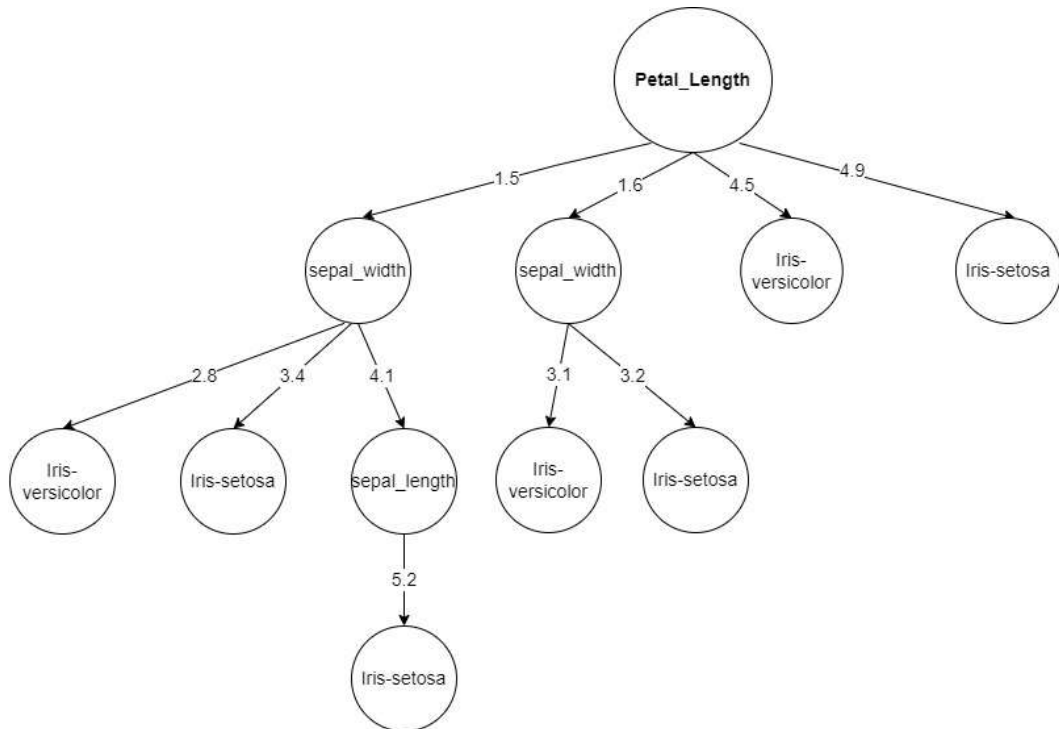 Petal_Length
1.5
1.6
4.5
4.9
sepal_width
sepal_width
Iris-
versicolor
Iris-setosa
2.8
3.4
4.1
3.1
3.2
Iris-
versicolor
Iris-setosa
sepal_length
Iris-
versicolor
Iris-setosa
5.2
Iris-setosa